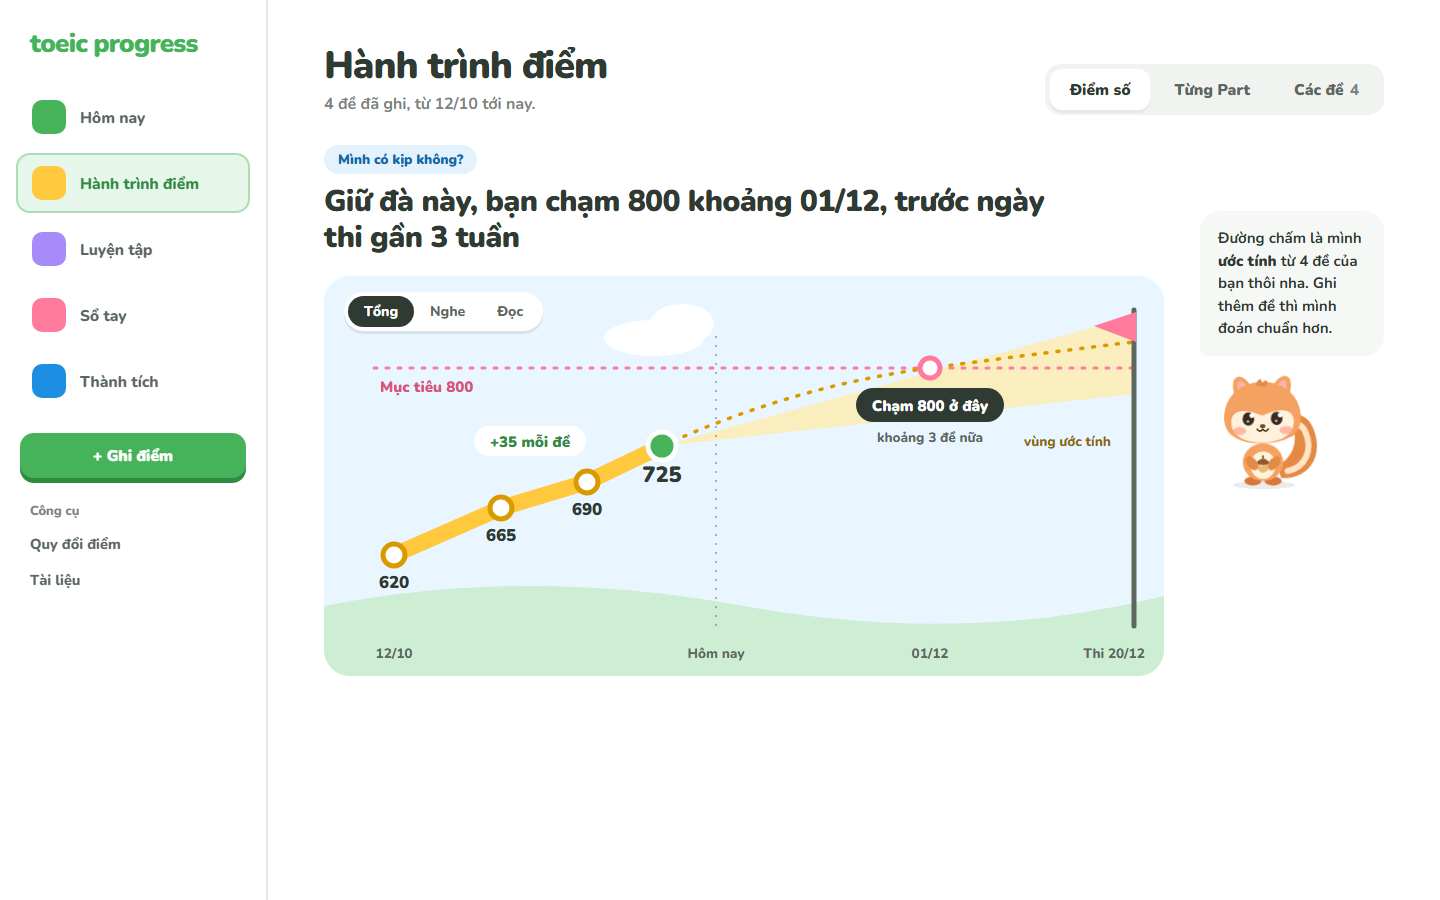 toeic progress
Hôm nay
Hành trình điểm
Luyện tập
Sổ tay
Thành tích
+ Ghi điểm
Công cụ
Quy đổi điểm
Tài liệu
Hành trình điểm
4 đề đã ghi, từ 12/10 tới nay.
Điểm số
Từng Part
Các đề 4
Mình có kịp không?
Giữ đà này, bạn chạm 800 khoảng 01/12, trước ngày
thi gần 3 tuần
Tổng
Nghe
Đọc
Mục tiêu 800
+35 mỗi đề
620
665
690
725
Chạm 800 ở đây
khoảng 3 đề nữa
vùng ước tính
12/10
Hôm nay
01/12
Thi 20/12
Đường chấm là mình
ước tính từ 4 đề của
bạn thôi nha. Ghi
thêm đề thì mình
đoán chuẩn hơn.